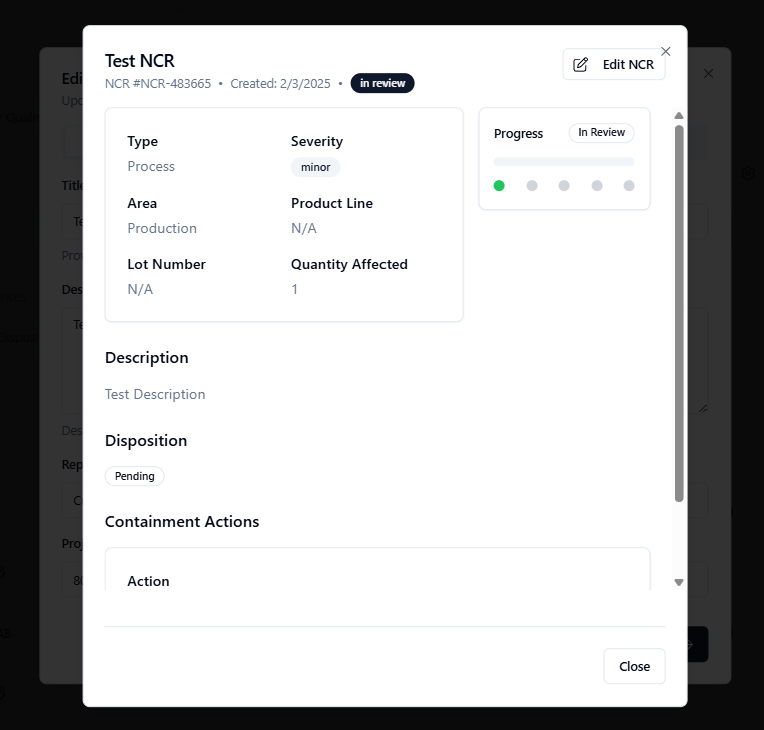 Test NCR
Edit NCR
NCR #NCR-483665 • Created: 2/3/2025 • in review
Type
Severity
Process
minor
Area
Product Line
Production
N/A
Lot Number
Quantity Affected
N/A
1
Progress
In Review
Description
Test Description
Disposition
Pending
Containment Actions
Action
Close